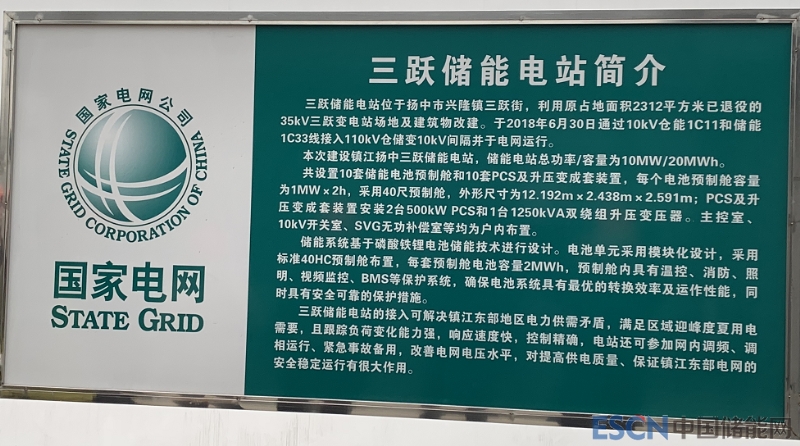 国家电网公司
STATE GRID CORPORATION OF CHINA
国家电网
STATE GRID
三跃储能电站简介
三跃储能电站位于扬中市兴隆镇三跃街，利用原占地面积2312平方米已退役的
35kV三跃变电站场地及建筑物改建。于2018年6月30日通过10kV仓能1C11和储能
1C33线接入110kV仓储变10kV间隔并于电网运行。
本次建设镇江扬中三跃储能电站，储能电站总功率/容量为10MW/20MWh。
共设置10套储能电池预制舱和10套PCS及升压变成套装置，每个电池预制舱容量
为1MW×2h，采用40尺预制舱，外形尺寸为12.192m×2.438m×2.591m；PCS及升
压变成套装置安装2台500kW PCS和1台1250kVA双绕组升压变压器。主控室、
10kV开关室、SVG无功补偿室等均为户内布置。
储能系统基于磷酸铁锂电池储能技术进行设计。电池单元采用模块化设计，采用
标准40HC预制舱布置，每套预制舱电池容量2MWh，预制舱内具有温控、消防、照
明、视频监控、BMS等保护系统，确保电池系统具有最优的转换效率及运作性能，同
时具有安全可靠的保护措施。
三跃储能电站的接入可解决镇江东部地区电力供需矛盾，满足区域迎峰度夏用电
需要，且跟踪负荷变化能力强，响应速度快，控制精确，电站还可参加网内调频、调
相运行、紧急事故备用，改善电网电压水平，对提高供电质量、保证镇江东部电网的
安全稳定运行有很大作用。
ESCN中国储能网